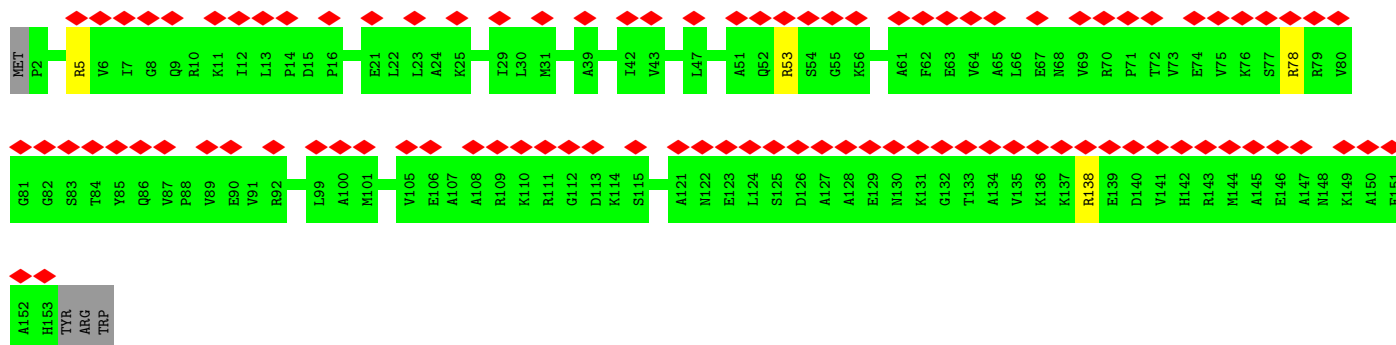 MET P2 R5 V6 I7 G8 Q9 R10 K11 I12 L13 P14 D15 P16 E21 L22 L23 A24 K25 I29 L30 M31 A39 I42 V43 L47 A51 Q52 R53 S54 G55 K56 A61 F62 E63 V64 A65 L66 E67 N68 V69 R70 P71 T72 V73 E74 V75 K76 S77 R78 R79 V80
G81 G82 S83 T84 Y85 Q86 V87 P88 V89 E90 V91 R92 L99 A100 M101 V105 E106 A107 A108 R109 K110 R111 G112 D113 K114 S115 A121 N122 E123 L124 S125 D126 A127 A128 E129 N130 K131 G132 T133 A134 V135 K136 K137 R138 E139 D140 V141 H142 R143 M144 A145 E146 A147 N148 K149 A150 F151
A152 H153 TYR ARG TRP